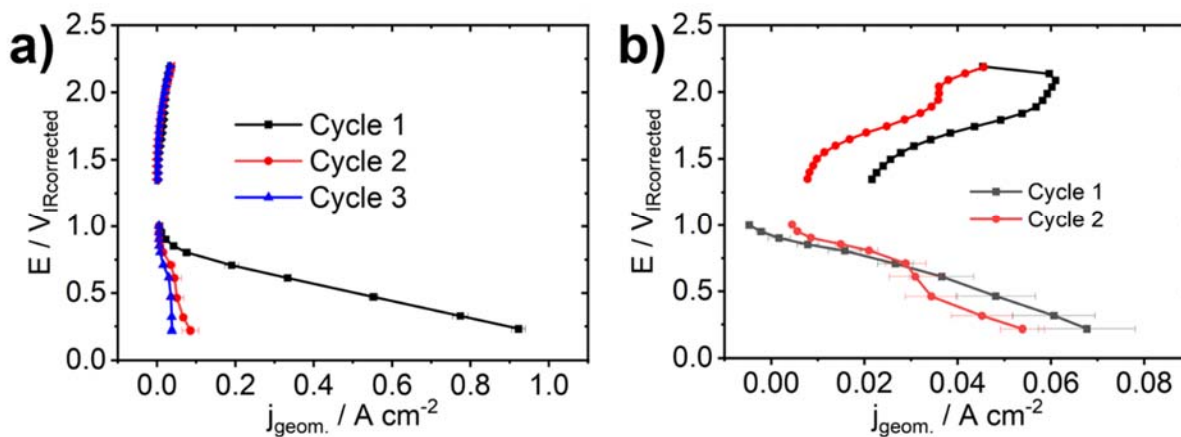 a)
2.5
2.0
1.5
1.0
0.5
0.0
E / V_IRcorrected
Cycle 1
Cycle 2
Cycle 3
0.0 0.2 0.4 0.6 0.8 1.0
j_geom. / A cm⁻²
b)
2.5
2.0
1.5
1.0
0.5
0.0
E / V_IRcorrected
Cycle 1
Cycle 2
0.00 0.02 0.04 0.06 0.08
j_geom. / A cm⁻²